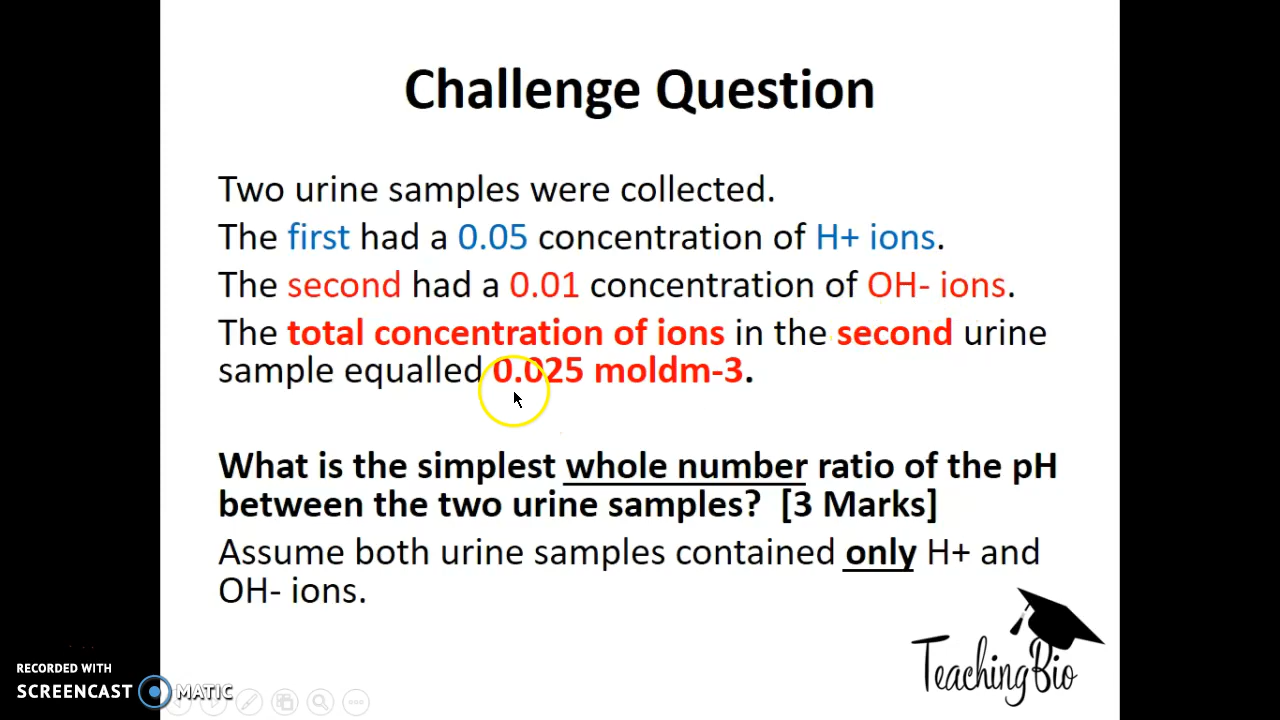 Challenge Question
Two urine samples were collected.
The first had a 0.05 concentration of H+ ions.
The second had a 0.01 concentration of OH- ions.
The total concentration of ions in the second urine
sample equalled 0.025 moldm-3.
What is the simplest whole number ratio of the pH
between the two urine samples? [3 Marks]
Assume both urine samples contained only H+ and
OH- ions.
TeachingBio
RECORDED WITH
SCREENCAST MATIC